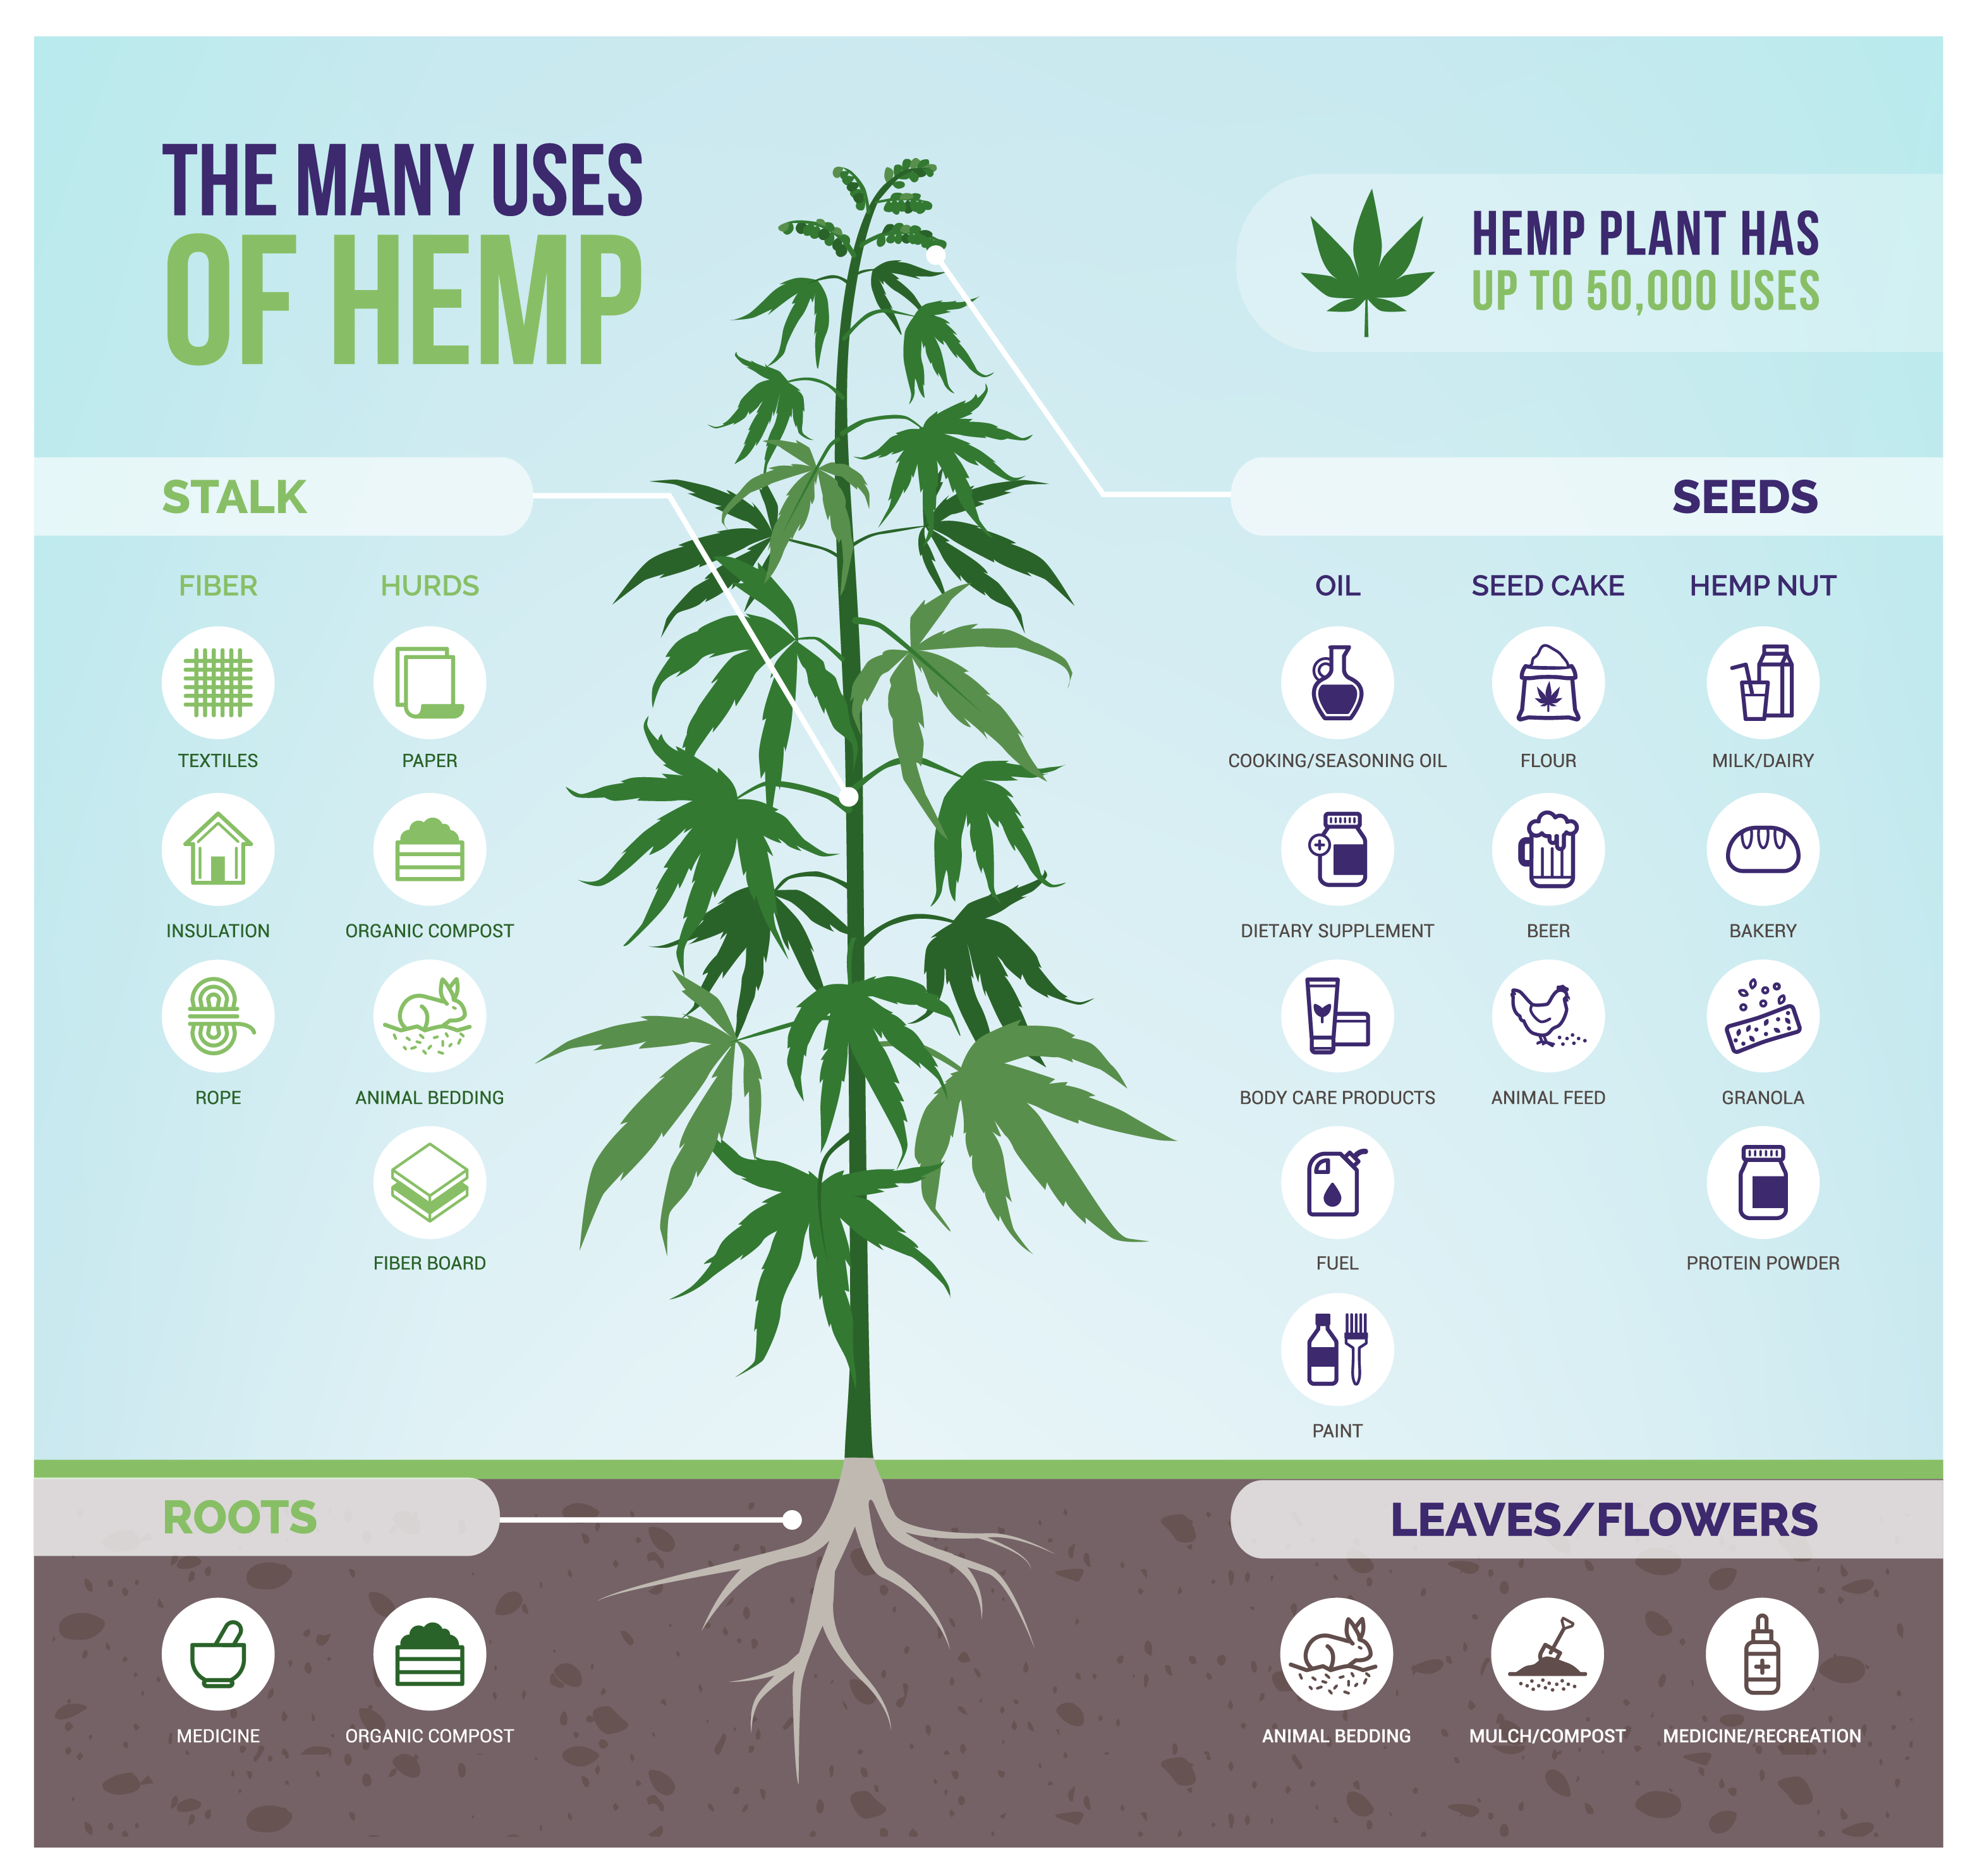 THE MANY USES
OF HEMP
HEMP PLANT HAS
UP TO 50,000 USES
STALK
FIBER
TEXTILES
INSULATION
ROPE
HURDS
PAPER
ORGANIC COMPOST
ANIMAL BEDDING
FIBER BOARD
SEEDS
OIL
COOKING/SEASONING OIL
DIETARY SUPPLEMENT
BODY CARE PRODUCTS
FUEL
PAINT
SEED CAKE
FLOUR
BEER
ANIMAL FEED
HEMP NUT
MILK/DAIRY
BAKERY
GRANOLA
PROTEIN POWDER
ROOTS
MEDICINE
ORGANIC COMPOST
LEAVES/FLOWERS
ANIMAL BEDDING
MULCH/COMPOST
MEDICINE/RECREATION